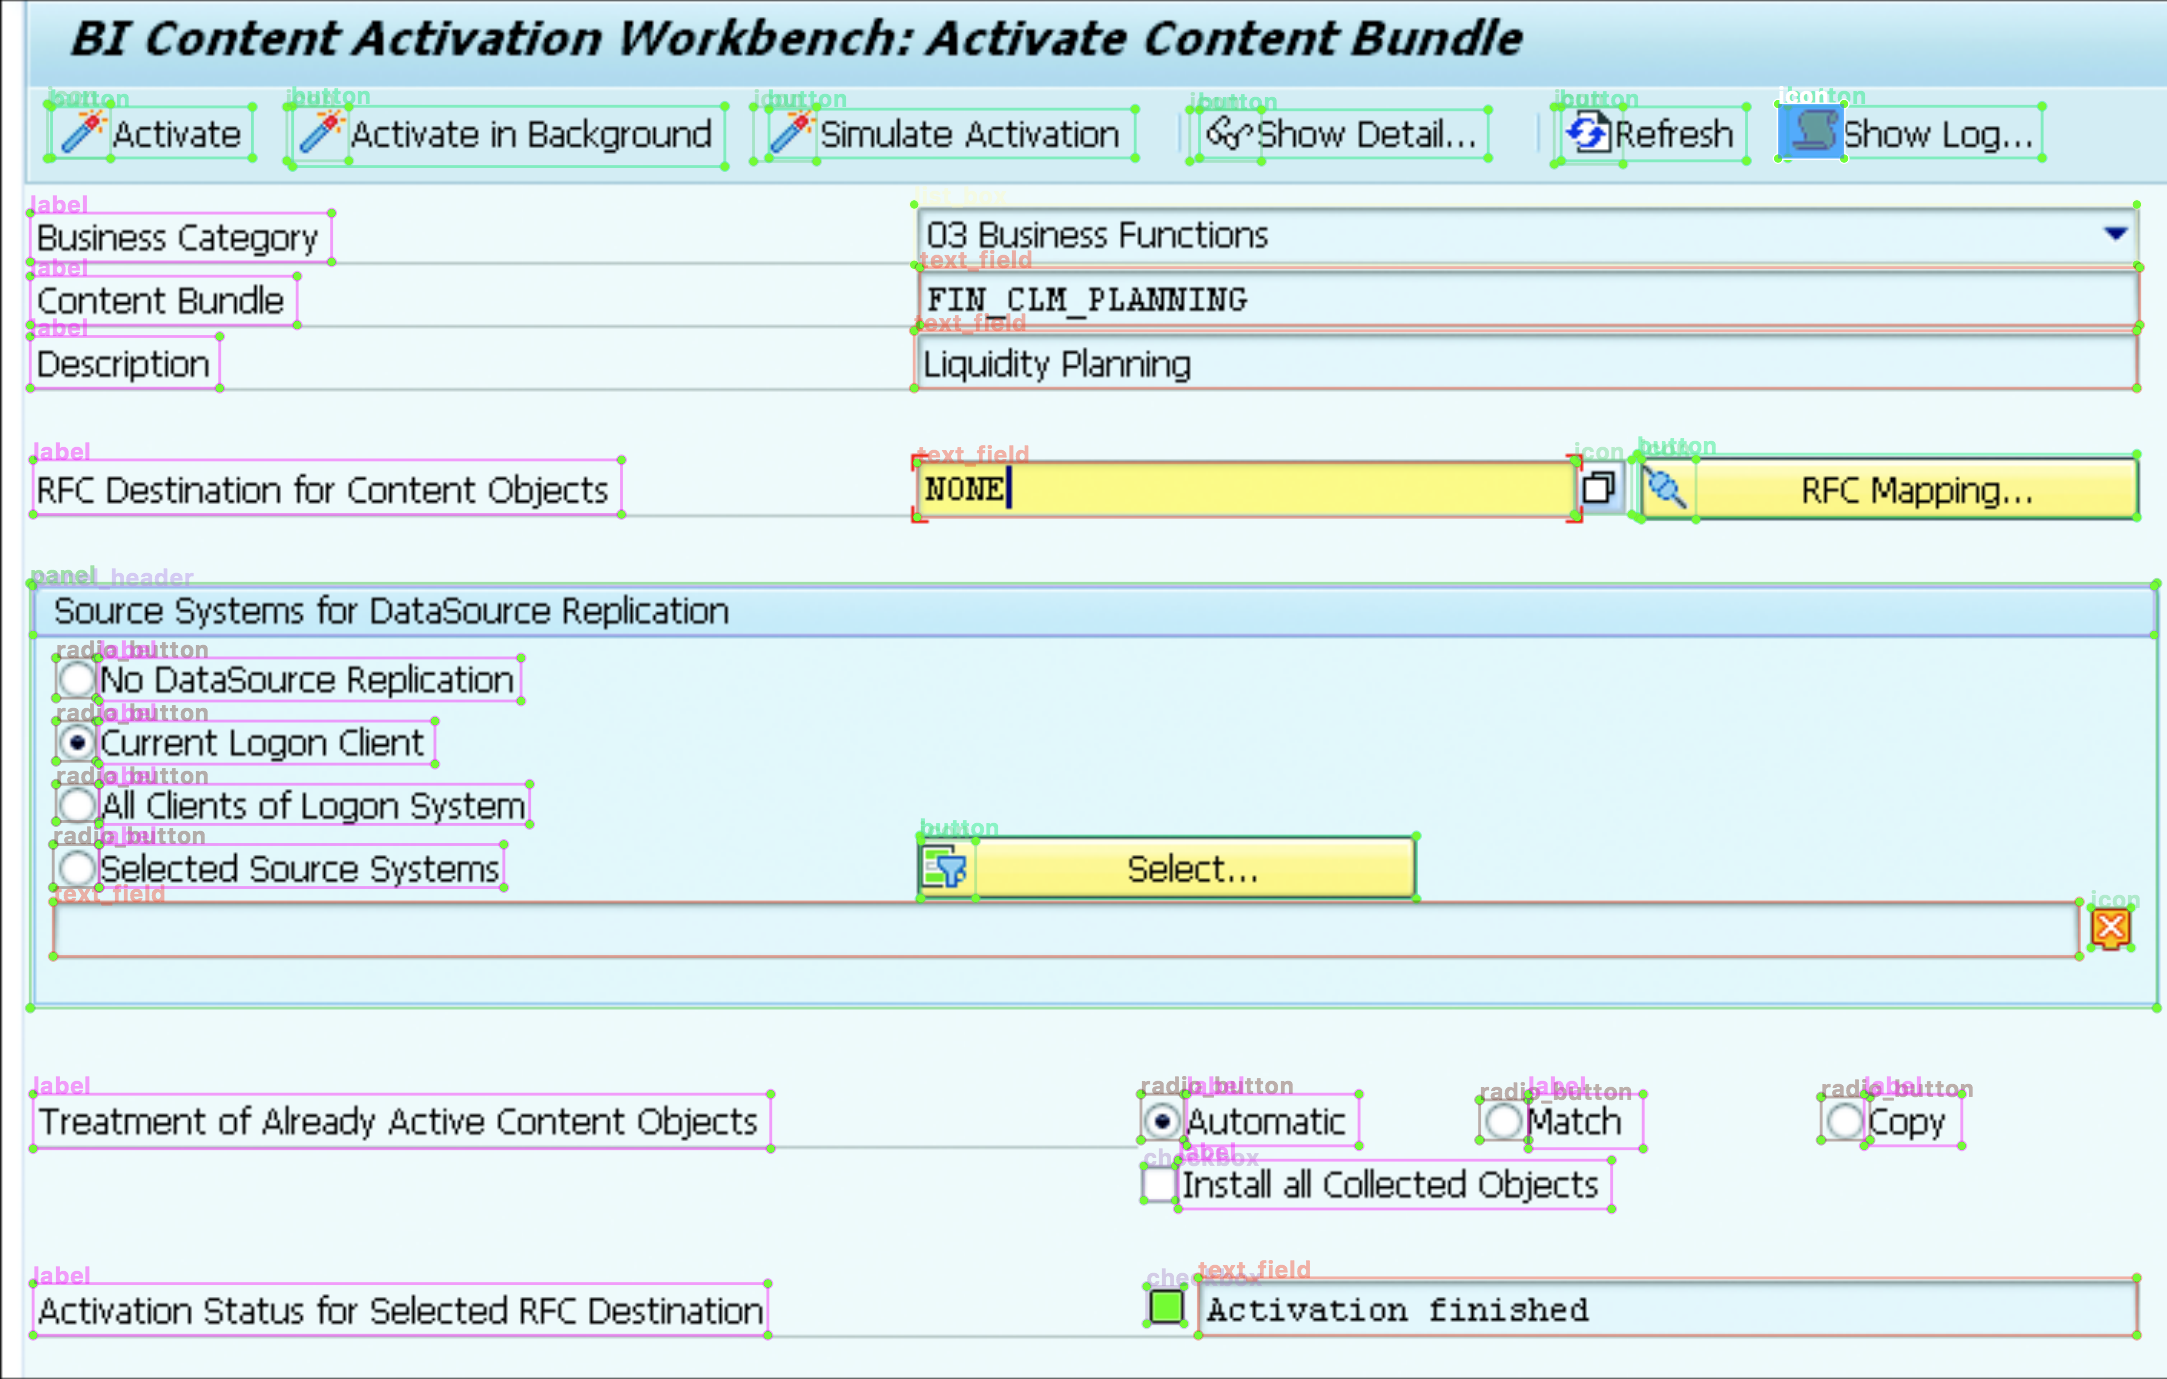 BI Content Activation Workbench: Activate Content Bundle
button button button button button button
Activate Activate in Background Simulate Activation Show Detail... Refresh Show Log...
label
Business Category 03 Business Functions
label text_field
Content Bundle FIN_CLM_PLANNING
label text_field
Description Liquidity Planning
label text_field icon button
RFC Destination for Content Objects NONE RFC Mapping...
panel panel_header
Source Systems for DataSource Replication
radio_button label
No DataSource Replication
radio_button label
Current Logon Client
radio_button label
All Clients of Logon System
radio_button label button
Selected Source Systems Select...
text_field icon
label radio_button label radio_button label radio_button label
Treatment of Already Active Content Objects Automatic Match Copy
checkbox label
Install all Collected Objects
label checkbox text_field
Activation Status for Selected RFC Destination Activation finished